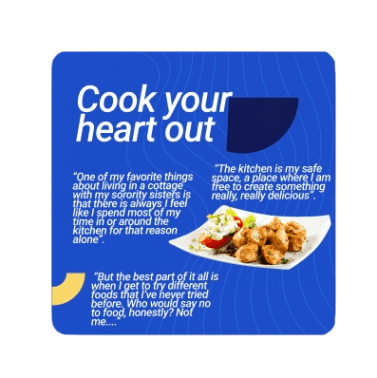 Cook your
heart out
"One of my favorite things
about living in a cottage
with my sorority sisters is
that there is always I feel
like I spend most of my
time in or around the
kitchen for that reason
alone".
"The kitchen is my safe
space, a place where I am
free to create something
really, really delicious".
"But the best part of it all is
when I get to try different
foods that I've never tried
before. Who would say no
to food, honestly? Not
me...."